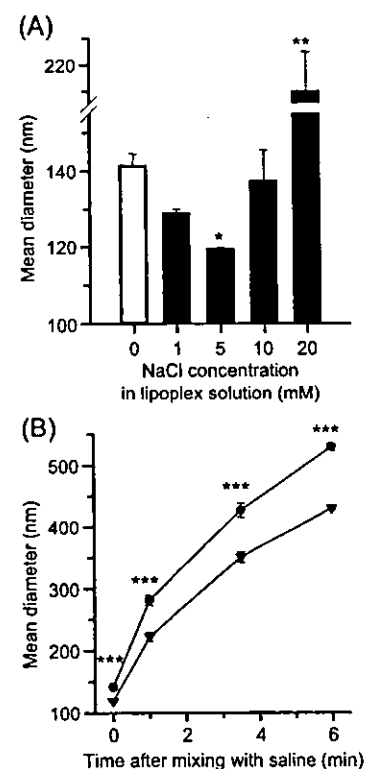 (A)
**
220
Mean diameter (nm)
140
*
120
100
0 1 5 10 20
NaCl concentration
in lipoplex solution (mM)
(B)
***
500
***
400
***
300
200
***
100
Mean diameter (nm)
0 2 4 6
Time after mixing with saline (min)